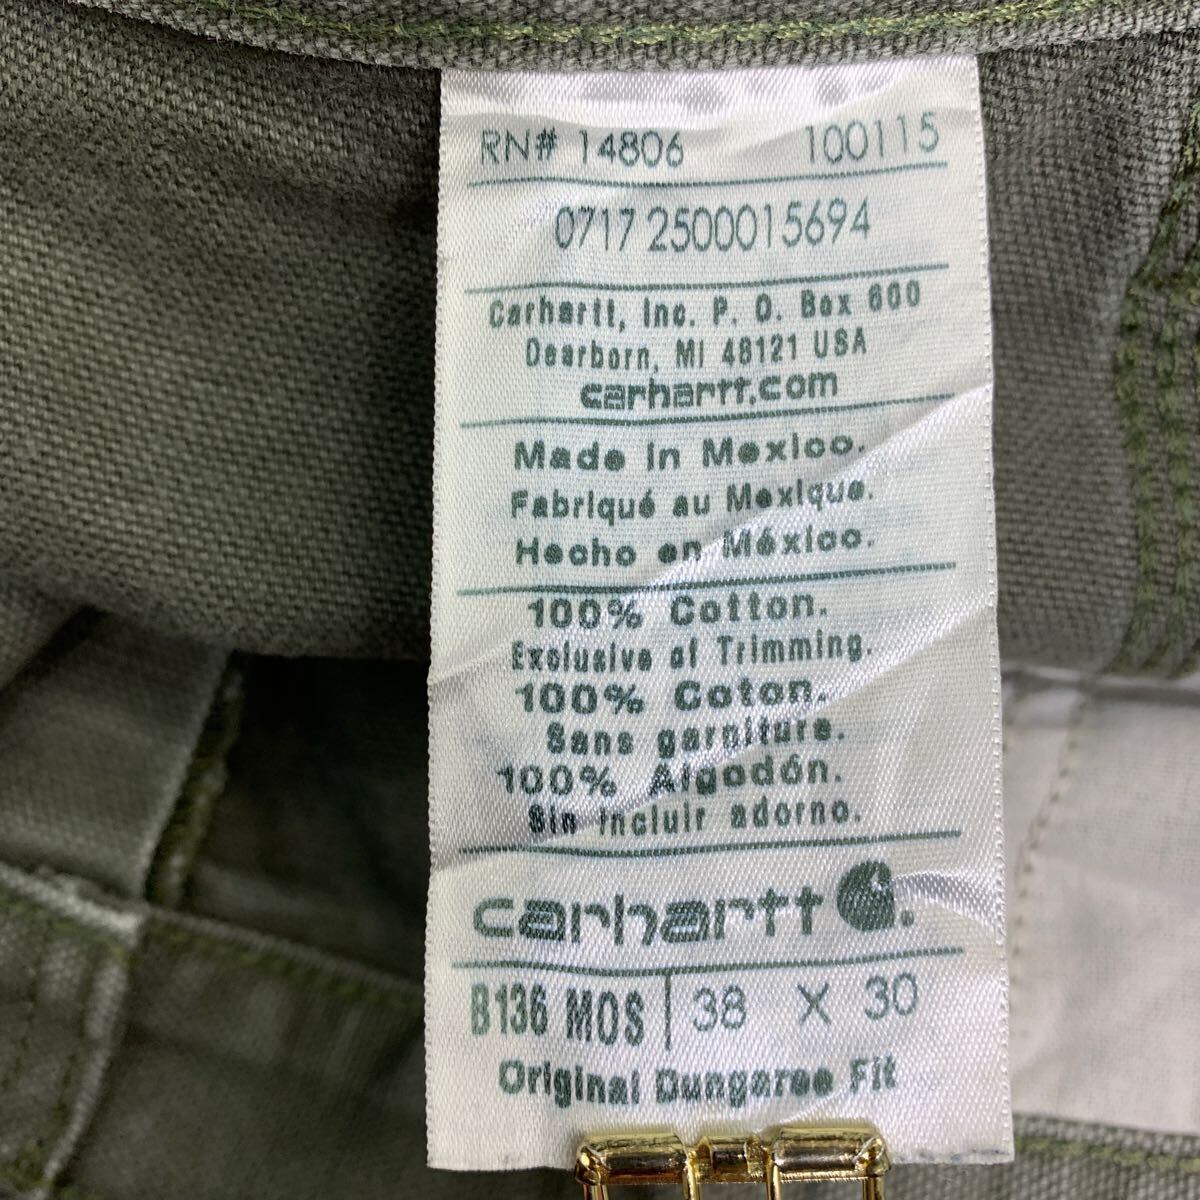 RN# 14806 100115
0717 2500015694
Carhartt, Inc. P. O. Box 600
Dearborn, MI 48121 USA
carhartt.com
Made in Mexico.
Fabriqué au Mexique.
Hecho en México.
100% Cotton.
Exclusive of Trimming.
100% Coton.
Sans garniture.
100% Algodón.
Sin incluir adorno.
carhartt.
B136 MOS | 38 X 30
Original Dungaree Fit